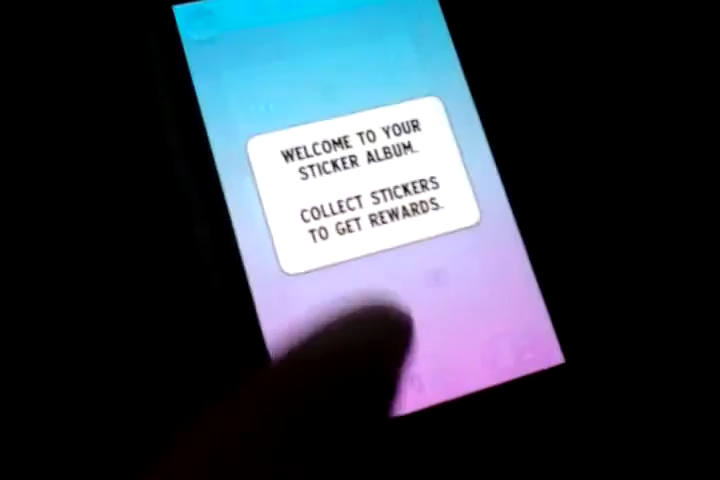 WELCOME TO YOUR
STICKER ALBUM.
COLLECT STICKERS
TO GET REWARDS.